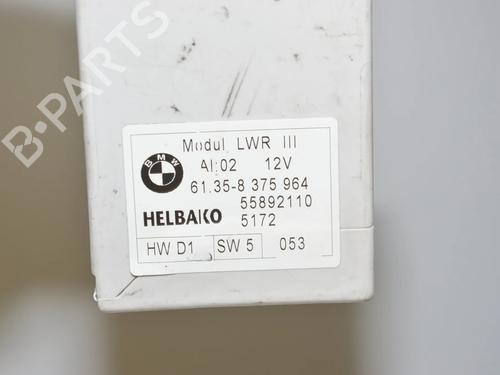 B-PARTS
Modul LWR III
AI:02 12V
BMW
61.35-8 375 964
55892110
HELBAKO 5172
HW D1 SW 5 053